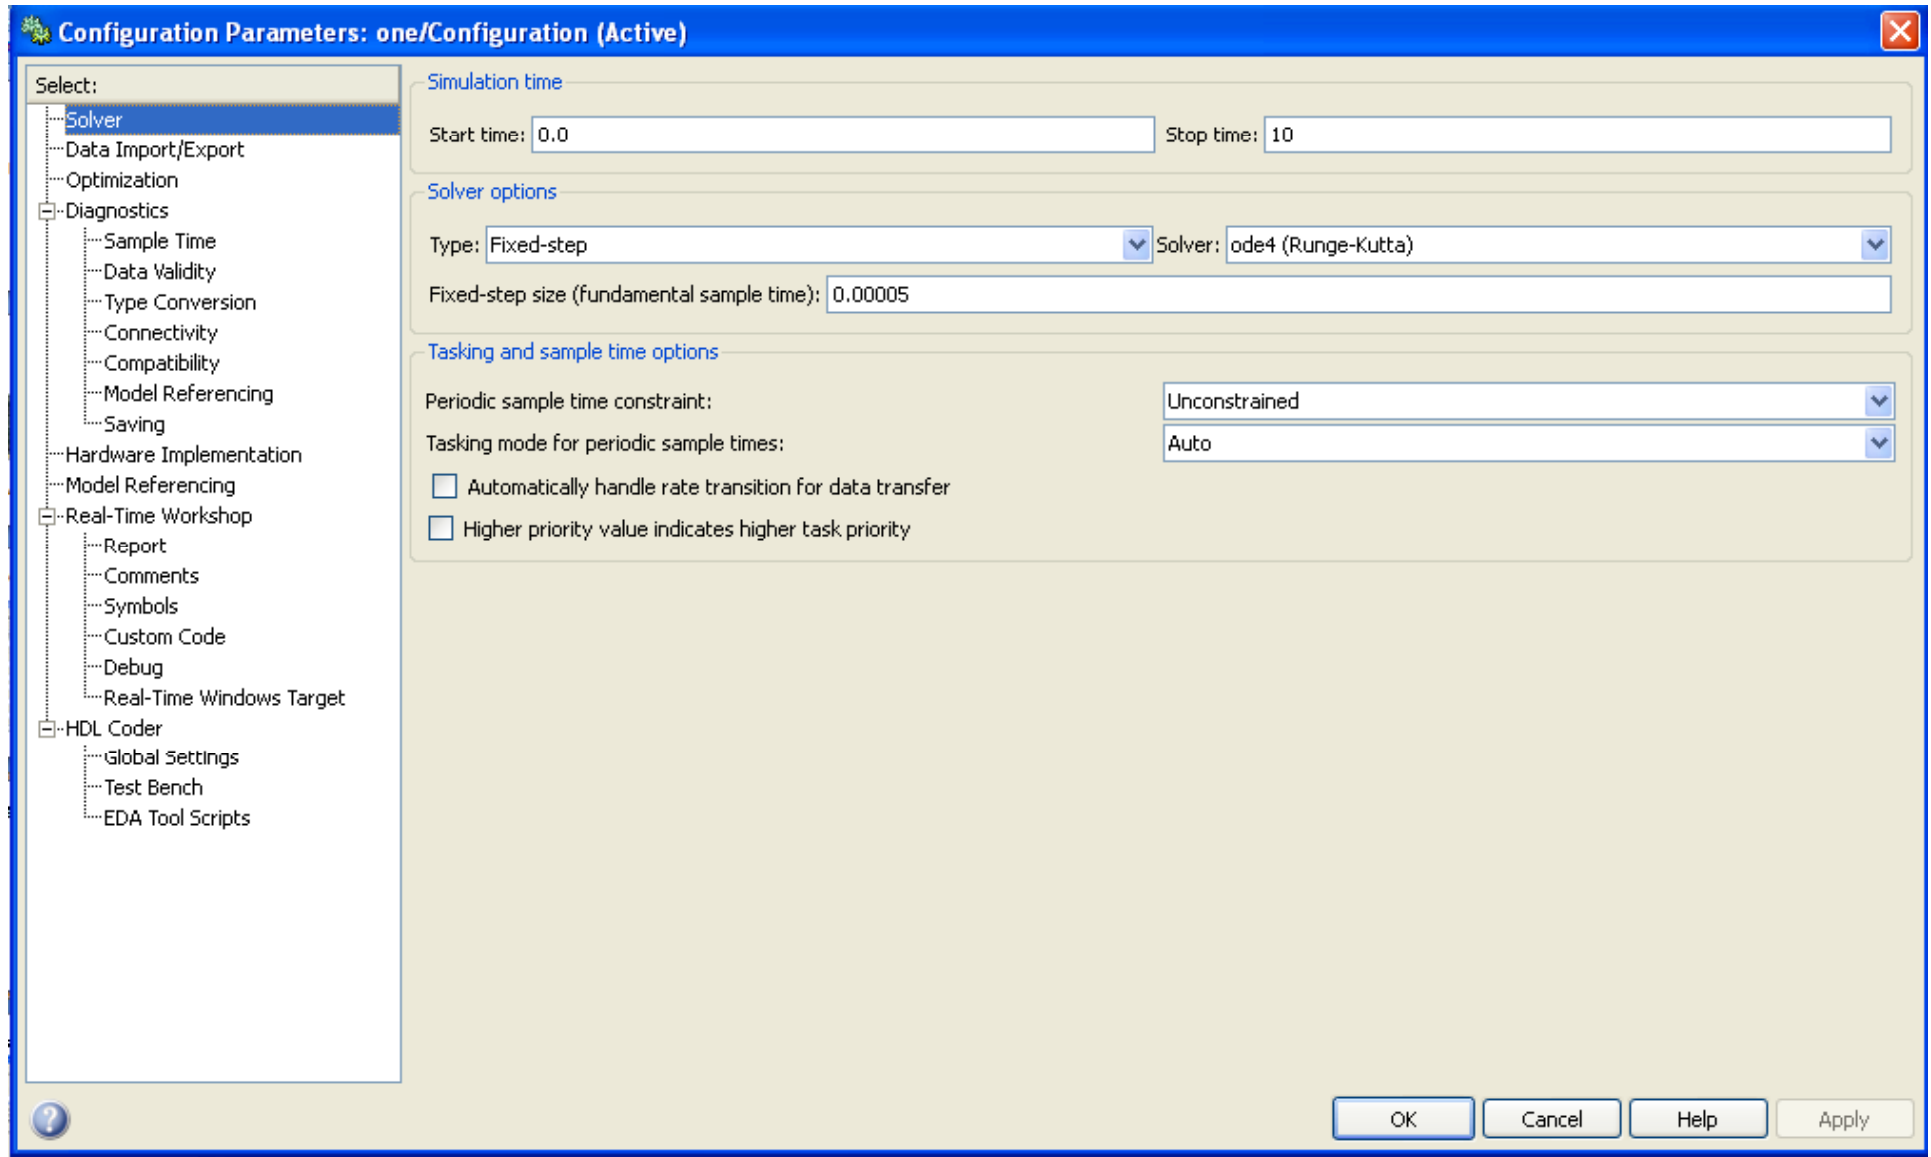 Configuration Parameters: one/Configuration (Active)
Select:
Solver
Data Import/Export
Optimization
Diagnostics
Sample Time
Data Validity
Type Conversion
Connectivity
Compatibility
Model Referencing
Saving
Hardware Implementation
Model Referencing
Real-Time Workshop
Report
Comments
Symbols
Custom Code
Debug
Real-Time Windows Target
HDL Coder
Global Settings
Test Bench
EDA Tool Scripts
Simulation time
Start time: 0.0 Stop time: 10
Solver options
Type: Fixed-step Solver: ode4 (Runge-Kutta)
Fixed-step size (fundamental sample time): 0.00005
Tasking and sample time options
Periodic sample time constraint: Unconstrained
Tasking mode for periodic sample times: Auto
Automatically handle rate transition for data transfer
Higher priority value indicates higher task priority
? OK Cancel Help Apply